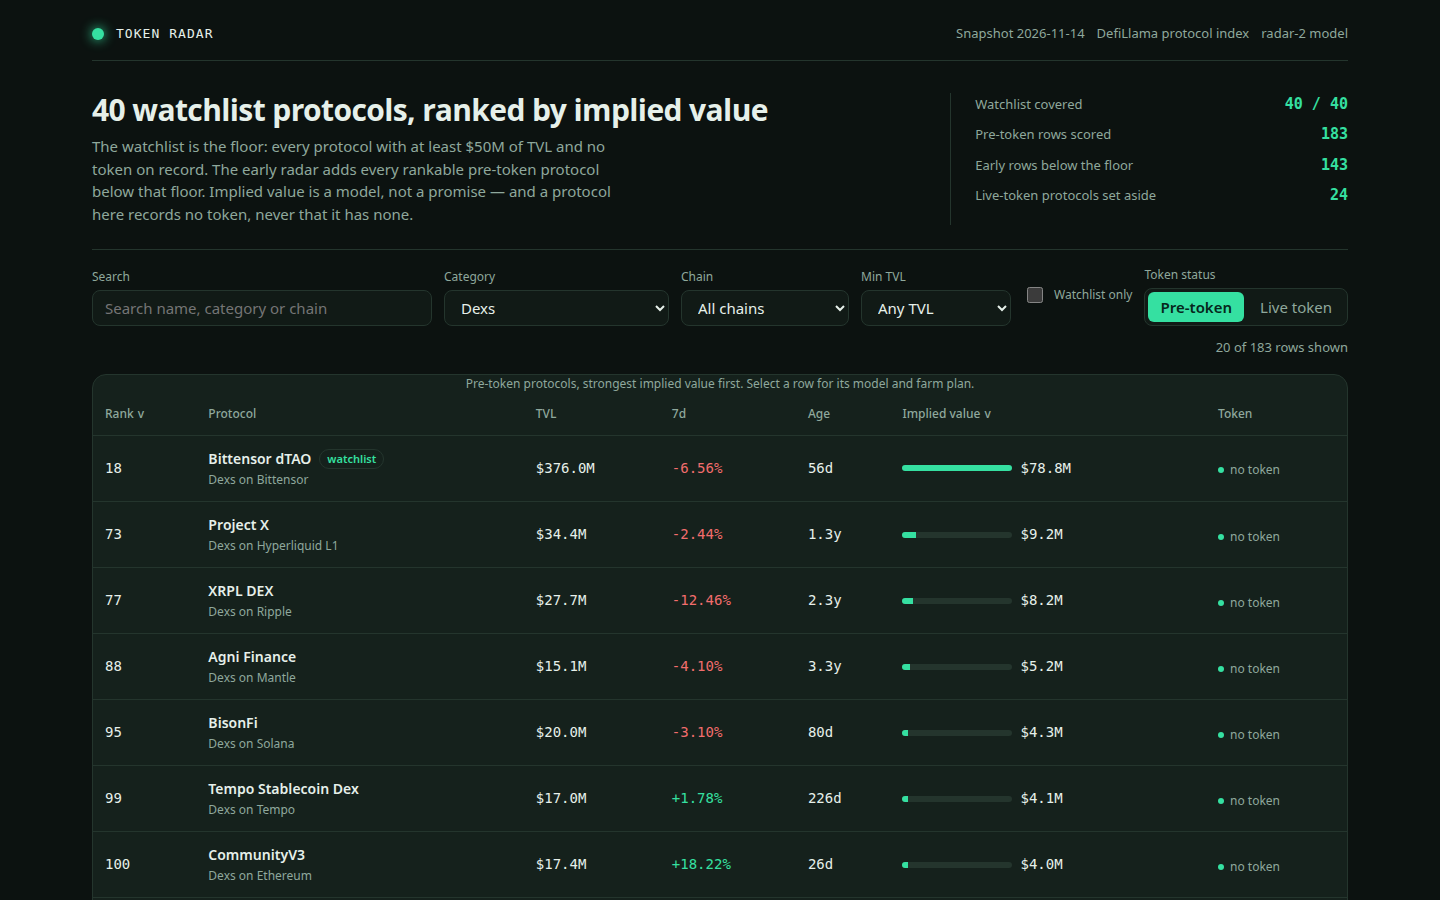 TOKEN RADAR
Snapshot 2026-11-14 DefiLlama protocol index radar-2 model
40 watchlist protocols, ranked by implied value
The watchlist is the floor: every protocol with at least $50M of TVL and no
token on record. The early radar adds every rankable pre-token protocol
below that floor. Implied value is a model, not a promise — and a protocol
here records no token, never that it has none.
Watchlist covered 40 / 40
Pre-token rows scored 183
Early rows below the floor 143
Live-token protocols set aside 24
Search
Search name, category or chain
Category
Dexs
Chain
All chains
Min TVL
Any TVL
Watchlist only
Token status
Pre-token Live token
20 of 183 rows shown
Pre-token protocols, strongest implied value first. Select a row for its model and farm plan.
Rank v Protocol TVL 7d Age Implied value v Token
18 Bittensor dTAO watchlist $376.0M -6.56% 56d $78.8M no token
Dexs on Bittensor
73 Project X $34.4M -2.44% 1.3y $9.2M no token
Dexs on Hyperliquid L1
77 XRPL DEX $27.7M -12.46% 2.3y $8.2M no token
Dexs on Ripple
88 Agni Finance $15.1M -4.10% 3.3y $5.2M no token
Dexs on Mantle
95 BisonFi $20.0M -3.10% 80d $4.3M no token
Dexs on Solana
99 Tempo Stablecoin Dex $17.0M +1.78% 226d $4.1M no token
Dexs on Tempo
100 CommunityV3 $17.4M +18.22% 26d $4.0M no token
Dexs on Ethereum